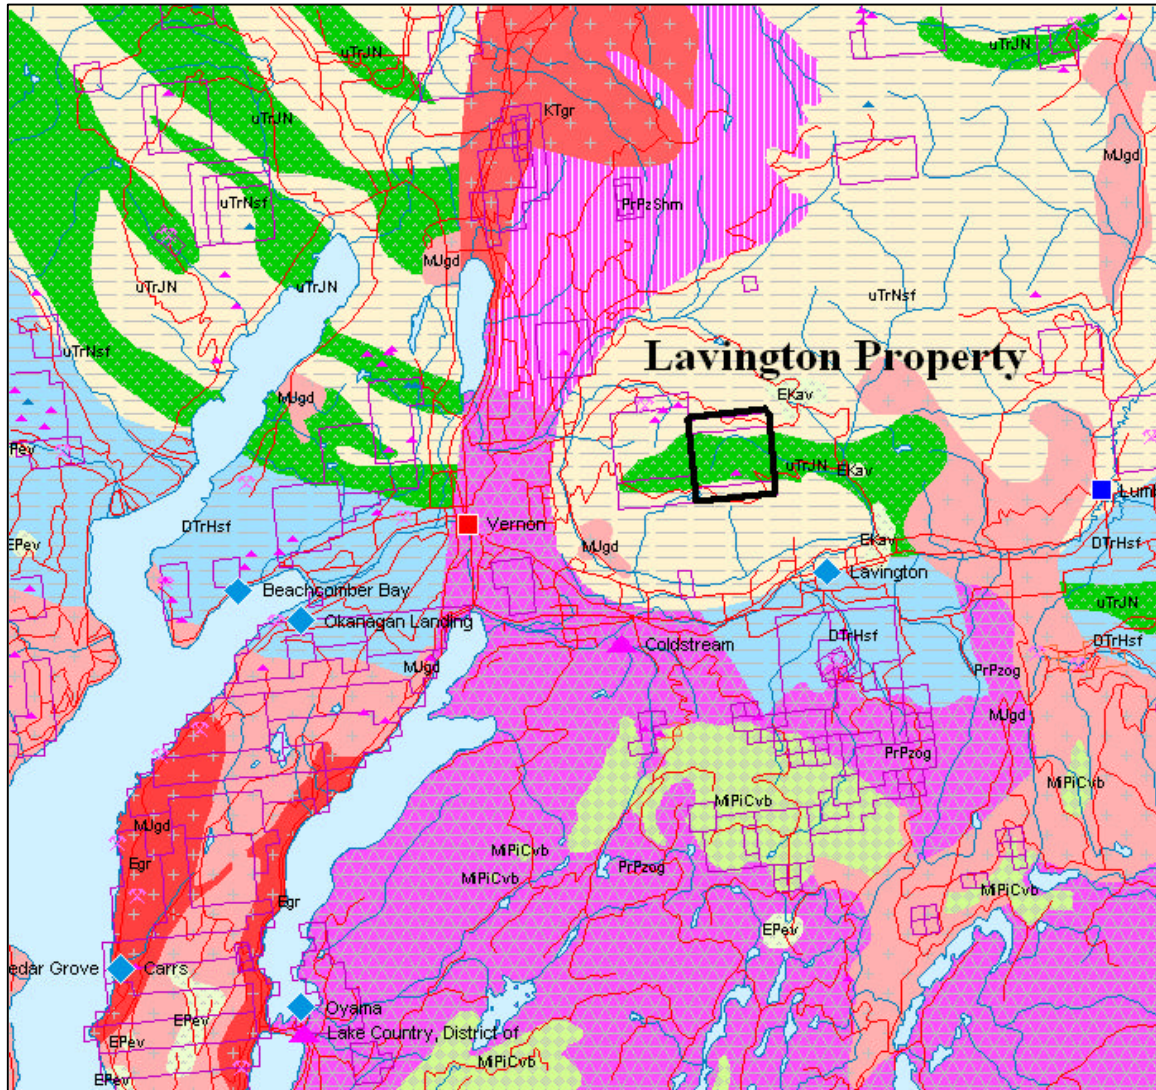 uTrJN
uTrJN
KTgr
uTrJN
MJgd
uTrNsf
PrPzShm
MJgd
uTrJN
uTrJN
uTrNsf
uTrNsf
Lavington Property
MJgd
EKav
Pev
uTrJN
EKav
Lumb
DTrHsf
Vernon
EPev
MJgd
EKav
DTrHsf
Lavington
Beachcomber Bay
uTrJN
Okanagan Landing
DTrHsf
DTrHsf
Coldstream
MJgd
PrPzog
MJgd
PrPzog
MiPiCvb
MiPiCvb
MJgd
MiPiCvb
Egr
PrPzog
MiPiCvb
MiPiCvb
Egr
EPev
edar Grove
Carrs
Oyama
EPev
Lake Country, District of
EPev
MiPiCvb
EPev